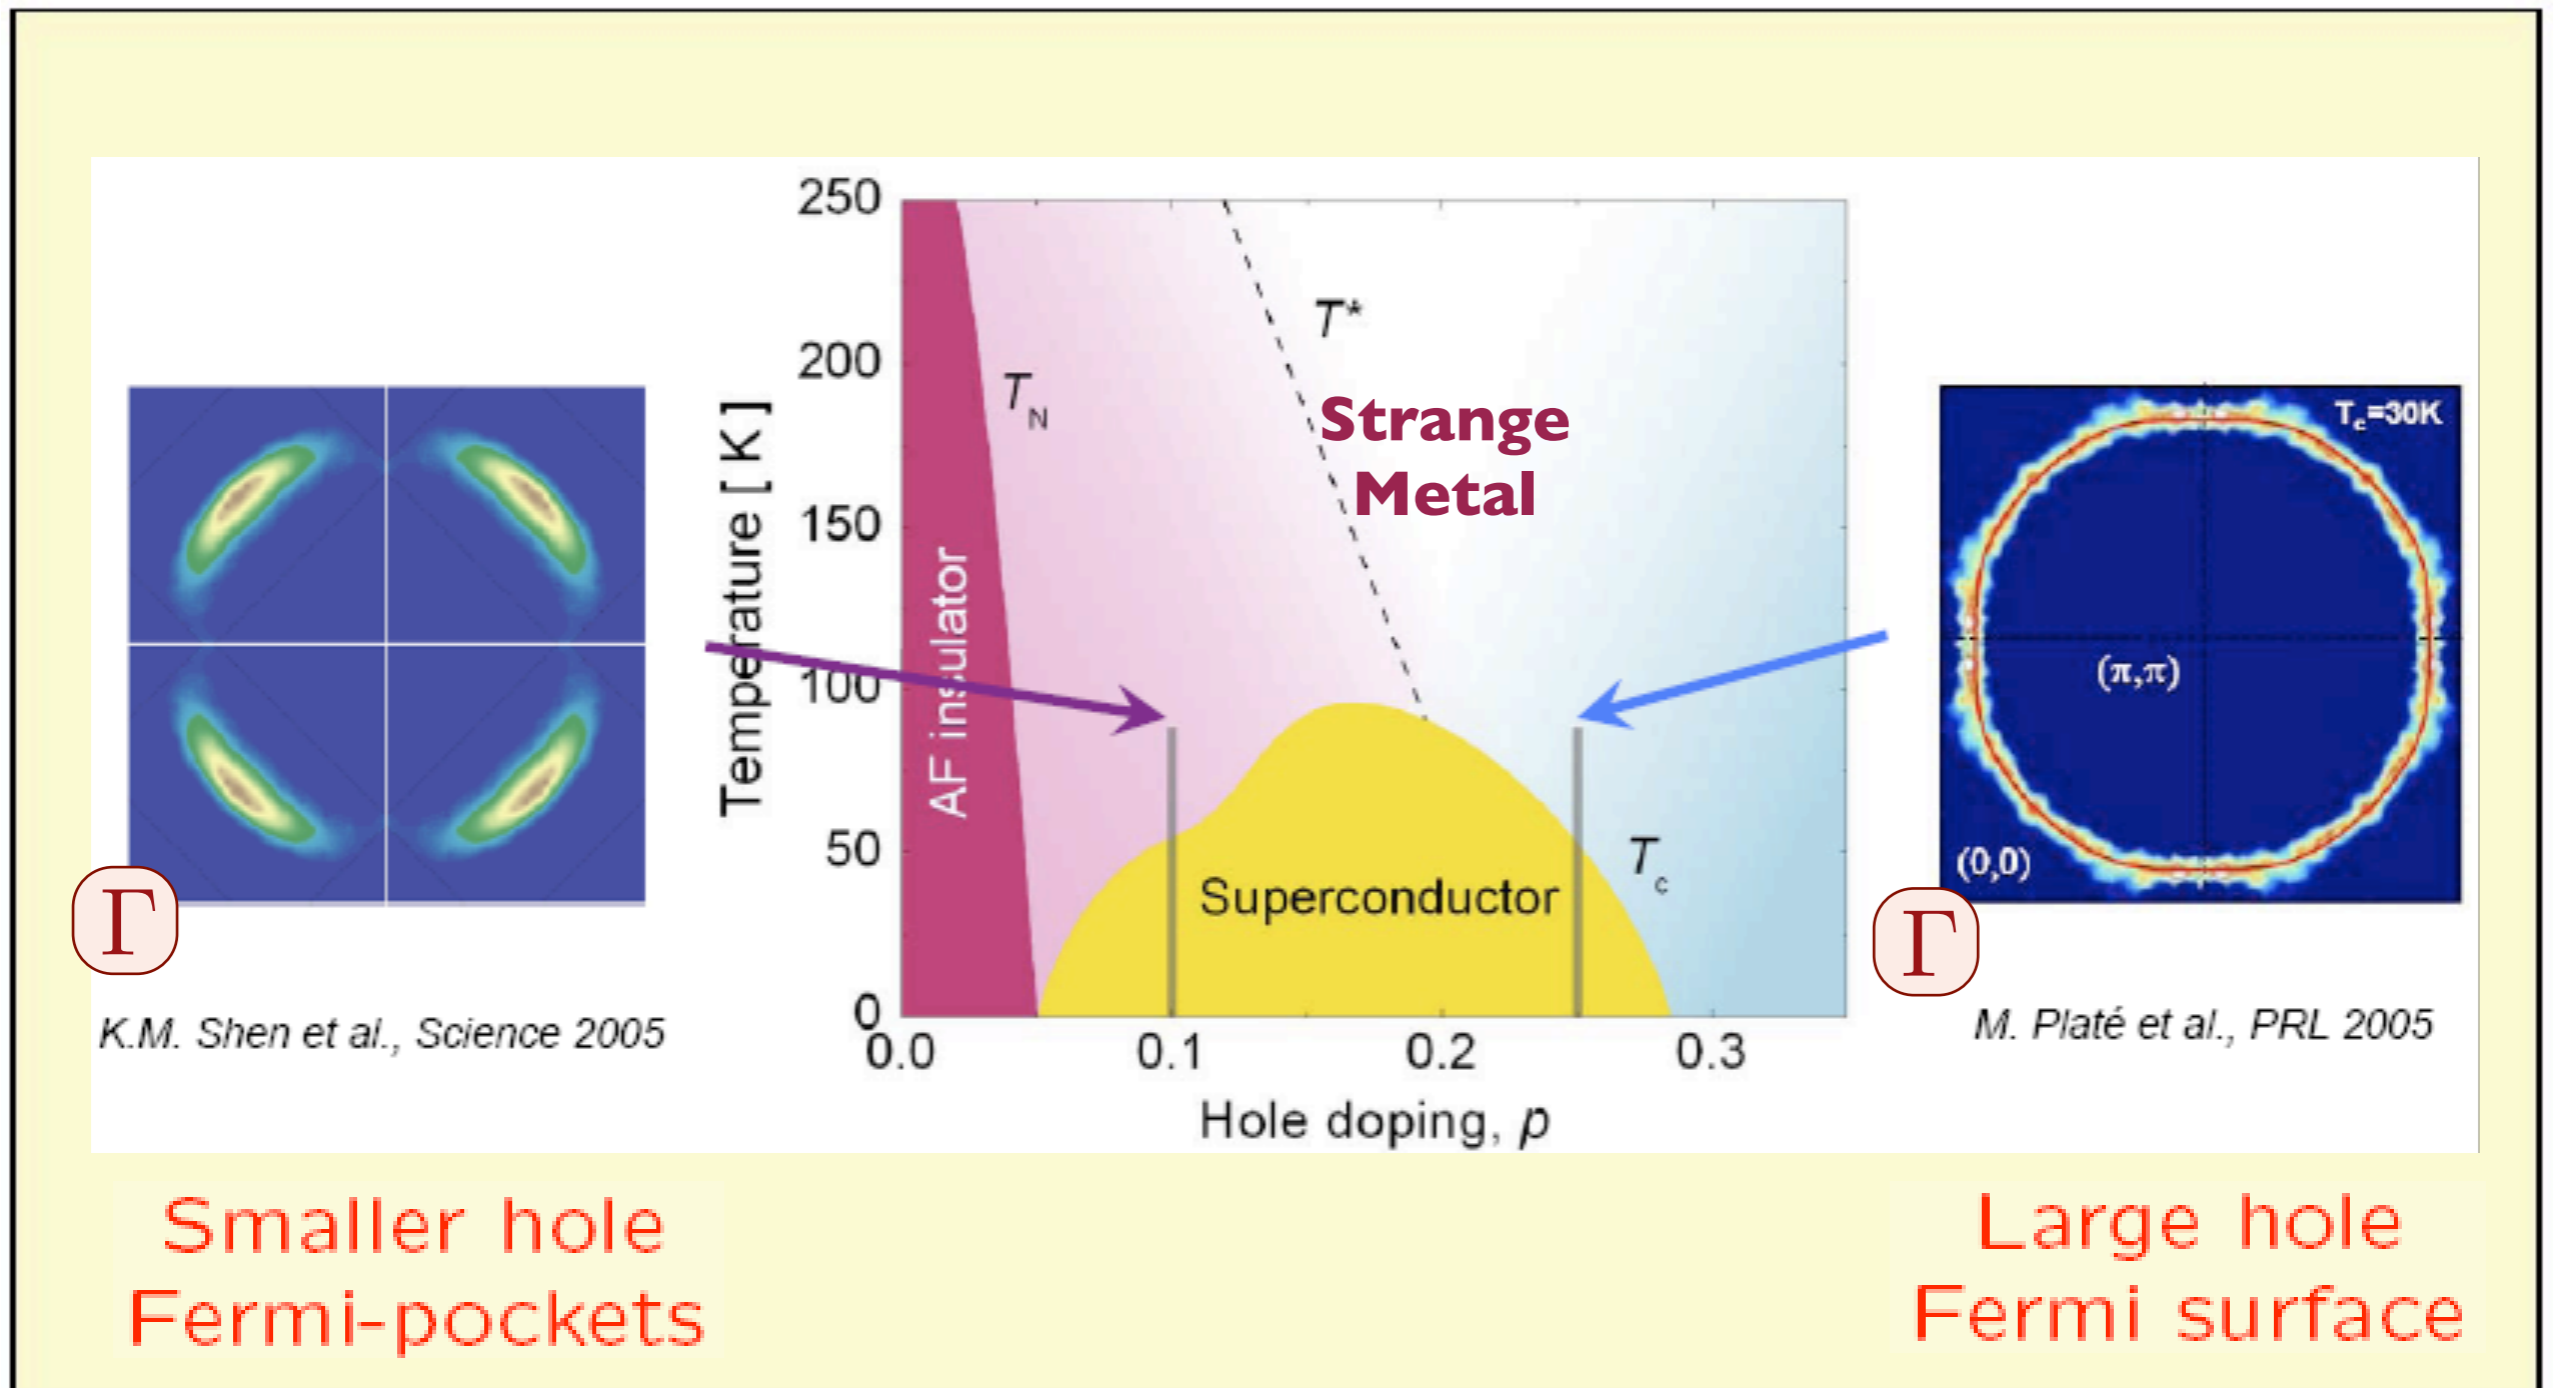 250
200
150
100
50
0
Temperature [ K ]
0.0
0.1
0.2
0.3
Hole doping, p
AF insulator
T_N
T*
Strange
Metal
Superconductor
T_c
Γ
K.M. Shen et al., Science 2005
Smaller hole
Fermi-pockets
T_c=30K
(π,π)
(0,0)
Γ
M. Platé et al., PRL 2005
Large hole
Fermi surface